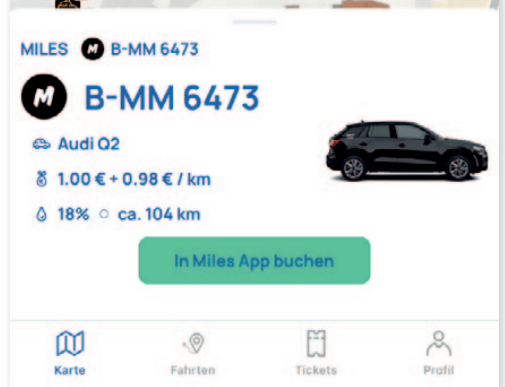 MILES M B-MM 6473
M B-MM 6473
Audi Q2
1.00 € + 0.98 € / km
18% ca. 104 km
In Miles App buchen
Karte Fahrten Tickets Profil